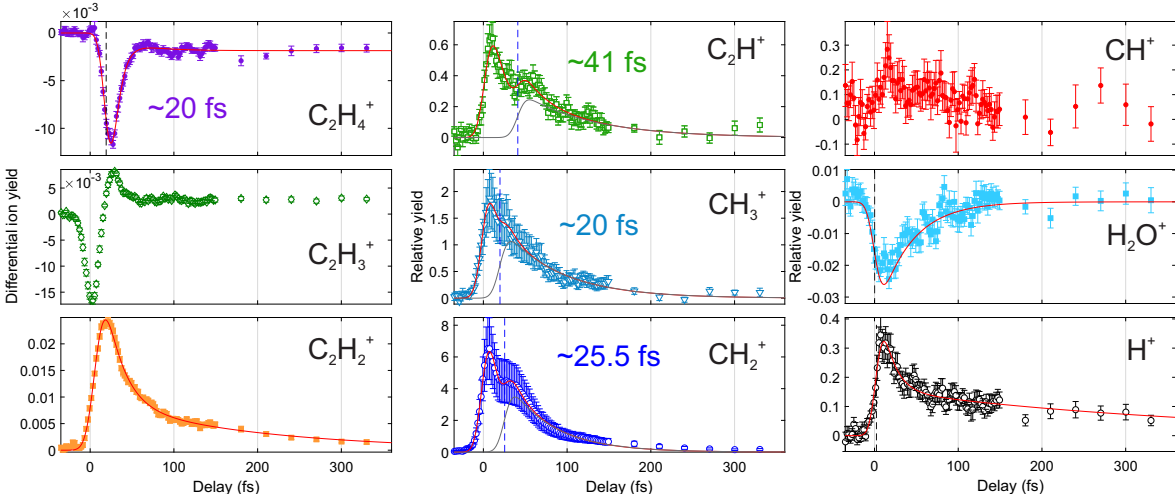 ×10⁻³
0
-5
-10
~20 fs
C₂H₄⁺
0.6
0.4
0.2
0
~41 fs
C₂H⁺
0.3
0.2
0.1
0
-0.1
CH⁺
Differential ion yield
×10⁻³
5
0
-5
-10
-15
C₂H₃⁺
Relative yield
3
2
1
0
~20 fs
CH₃⁺
Relative yield
0.01
0
-0.01
-0.02
-0.03
H₂O⁺
0.02
0.015
0.01
0.005
0
C₂H₂⁺
0 100 200 300
Delay (fs)
8
6
4
2
0
~25.5 fs
CH₂⁺
0 100 200 300
Delay (fs)
0.4
0.3
0.2
0.1
0
H⁺
0 100 200 300
Delay (fs)